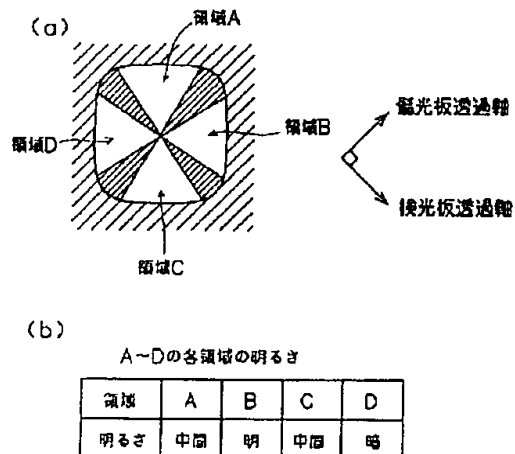 (a)
領域A
領域B
領域D
領域C
偏光板透過軸
検光板透過軸
(b)
A～Dの各領域の明るさ
領域 A B C D
明るさ 中間 明 中間 暗